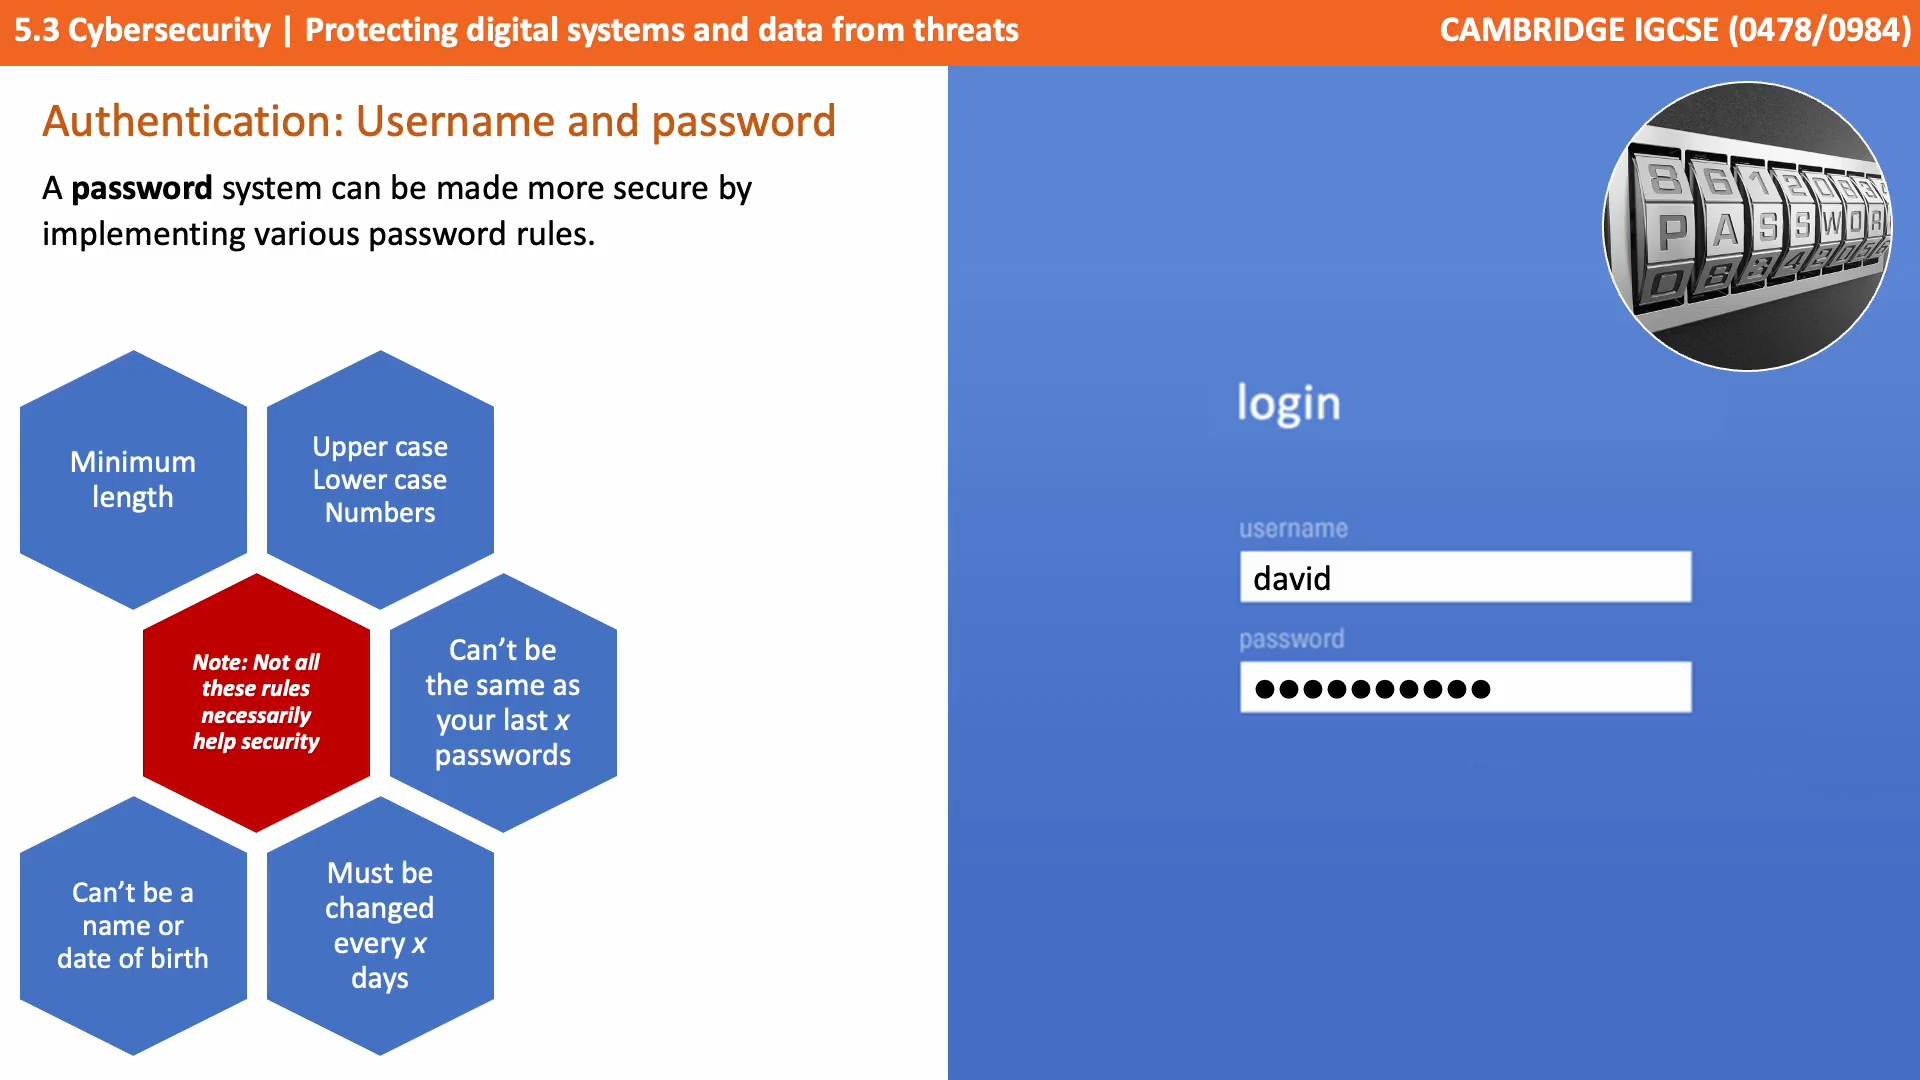 5.3 Cybersecurity | Protecting digital systems and data from threats
CAMBRIDGE IGCSE (0478/0984)
Authentication: Username and password
A password system can be made more secure by
implementing various password rules.
Minimum
length
Upper case
Lower case
Numbers
Note: Not all
these rules
necessarily
help security
Can’t be
the same as
your last x
passwords
Can’t be a
name or
date of birth
Must be
changed
every x
days
PASSWOR
login
username
david
password